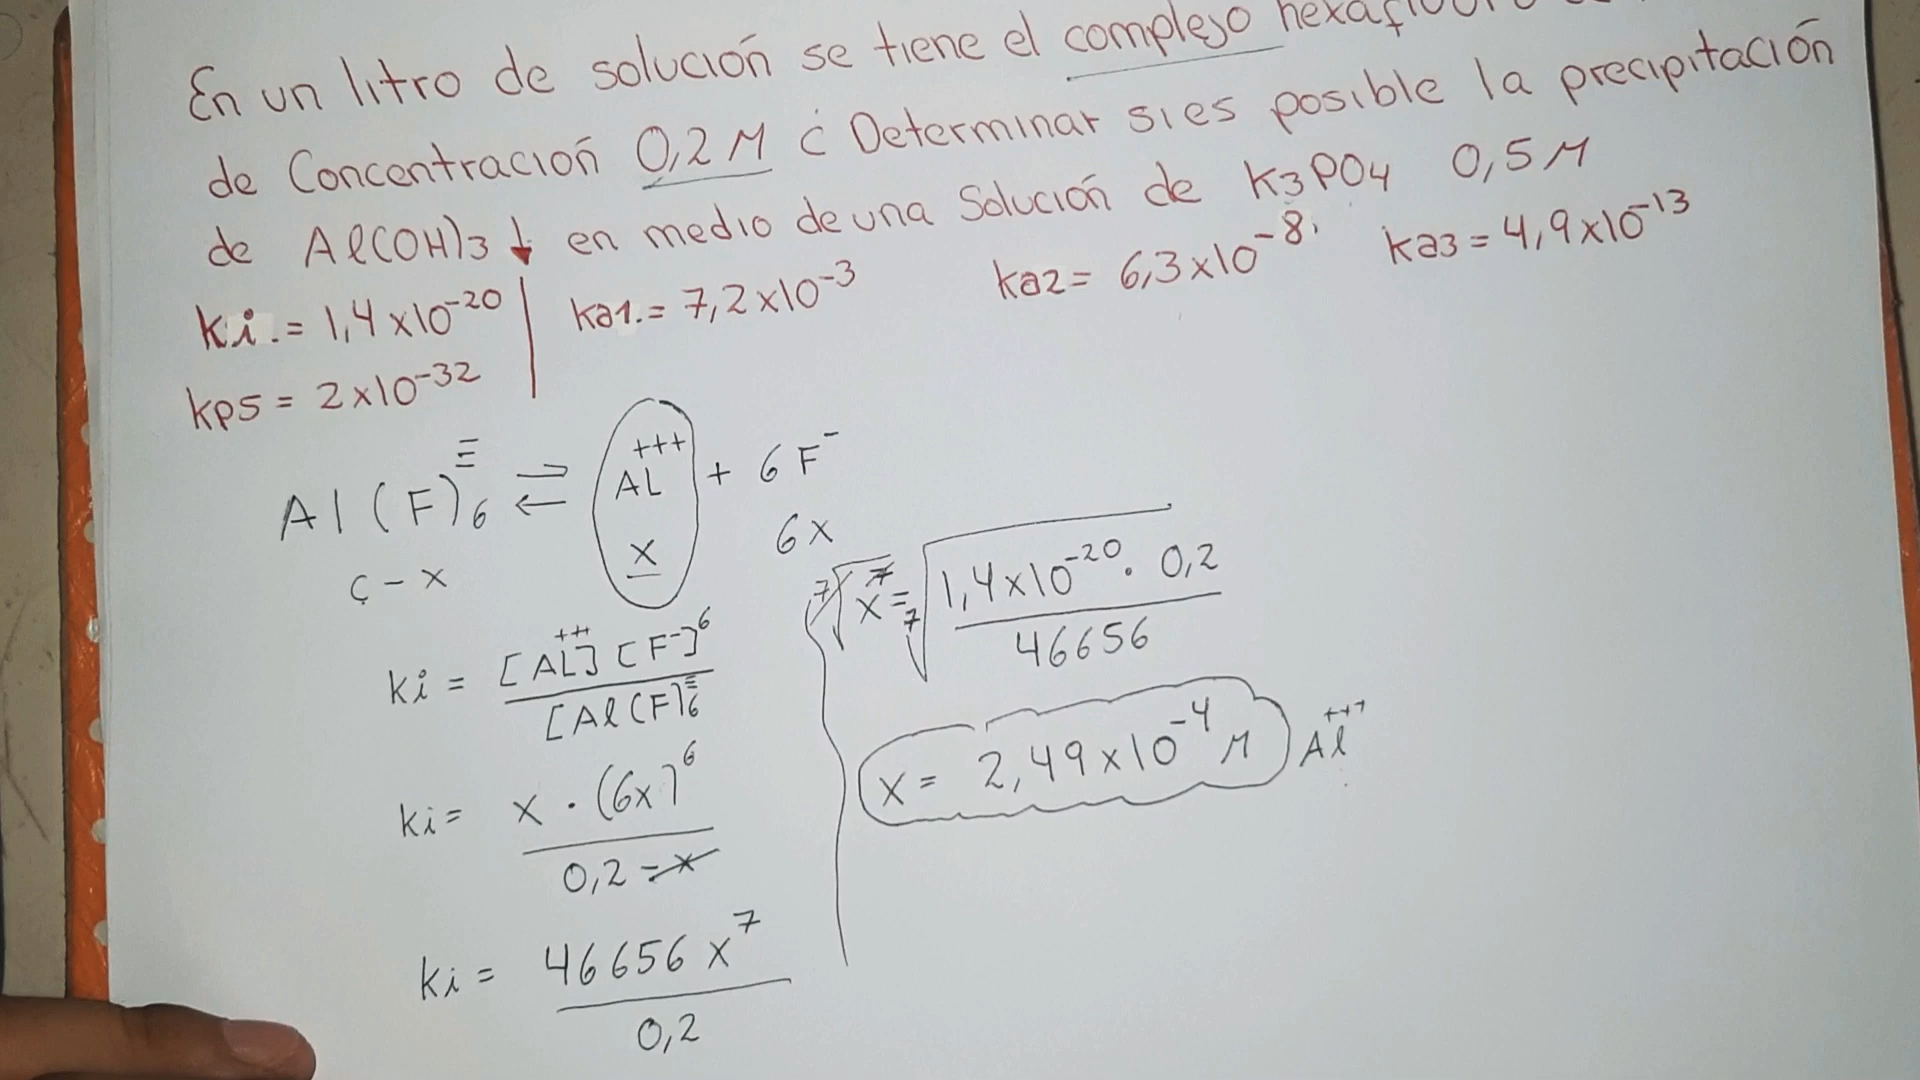 En un litro de solución se tiene el complejo
de Concentración 0,2 M ¿ Determinar si es posible la precipitación
de Al(OH)3 ↓ en medio de una Solución de K3PO4 0,5 M
ki. = 1,4x10^-20 | ka1. = 7,2x10^-3 ka2 = 6,3x10^-8 ka3 = 4,9x10^-13
kps = 2x10^-32
Al(F)6^≡ ⇌ AL^+++ + 6F^-
ç - x x 6x
ki = [AL^+++] [F^-]^6 / [Al(F)6^≡]
ki = x · (6x)^6 / 0,2 - x
ki = 46656 x^7 / 0,2
7√x^7 = 7√1,4x10^-20 · 0,2 / 46656
x = 2,49x10^-4 M Al^+++